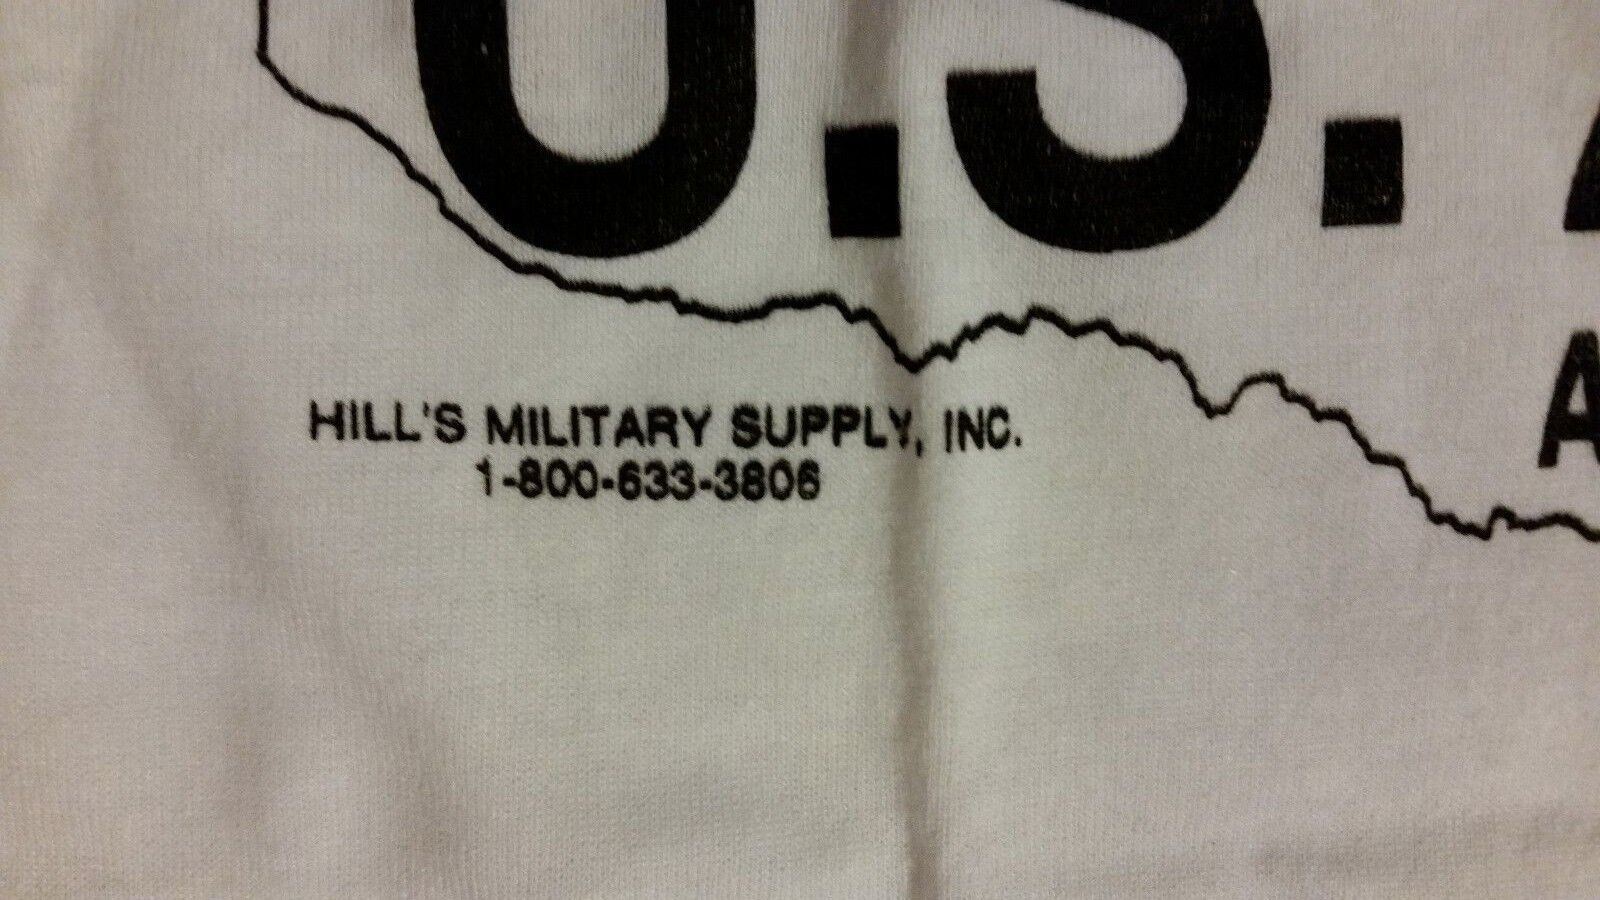 U.S.
HILL'S MILITARY SUPPLY, INC.
1-800-633-3806